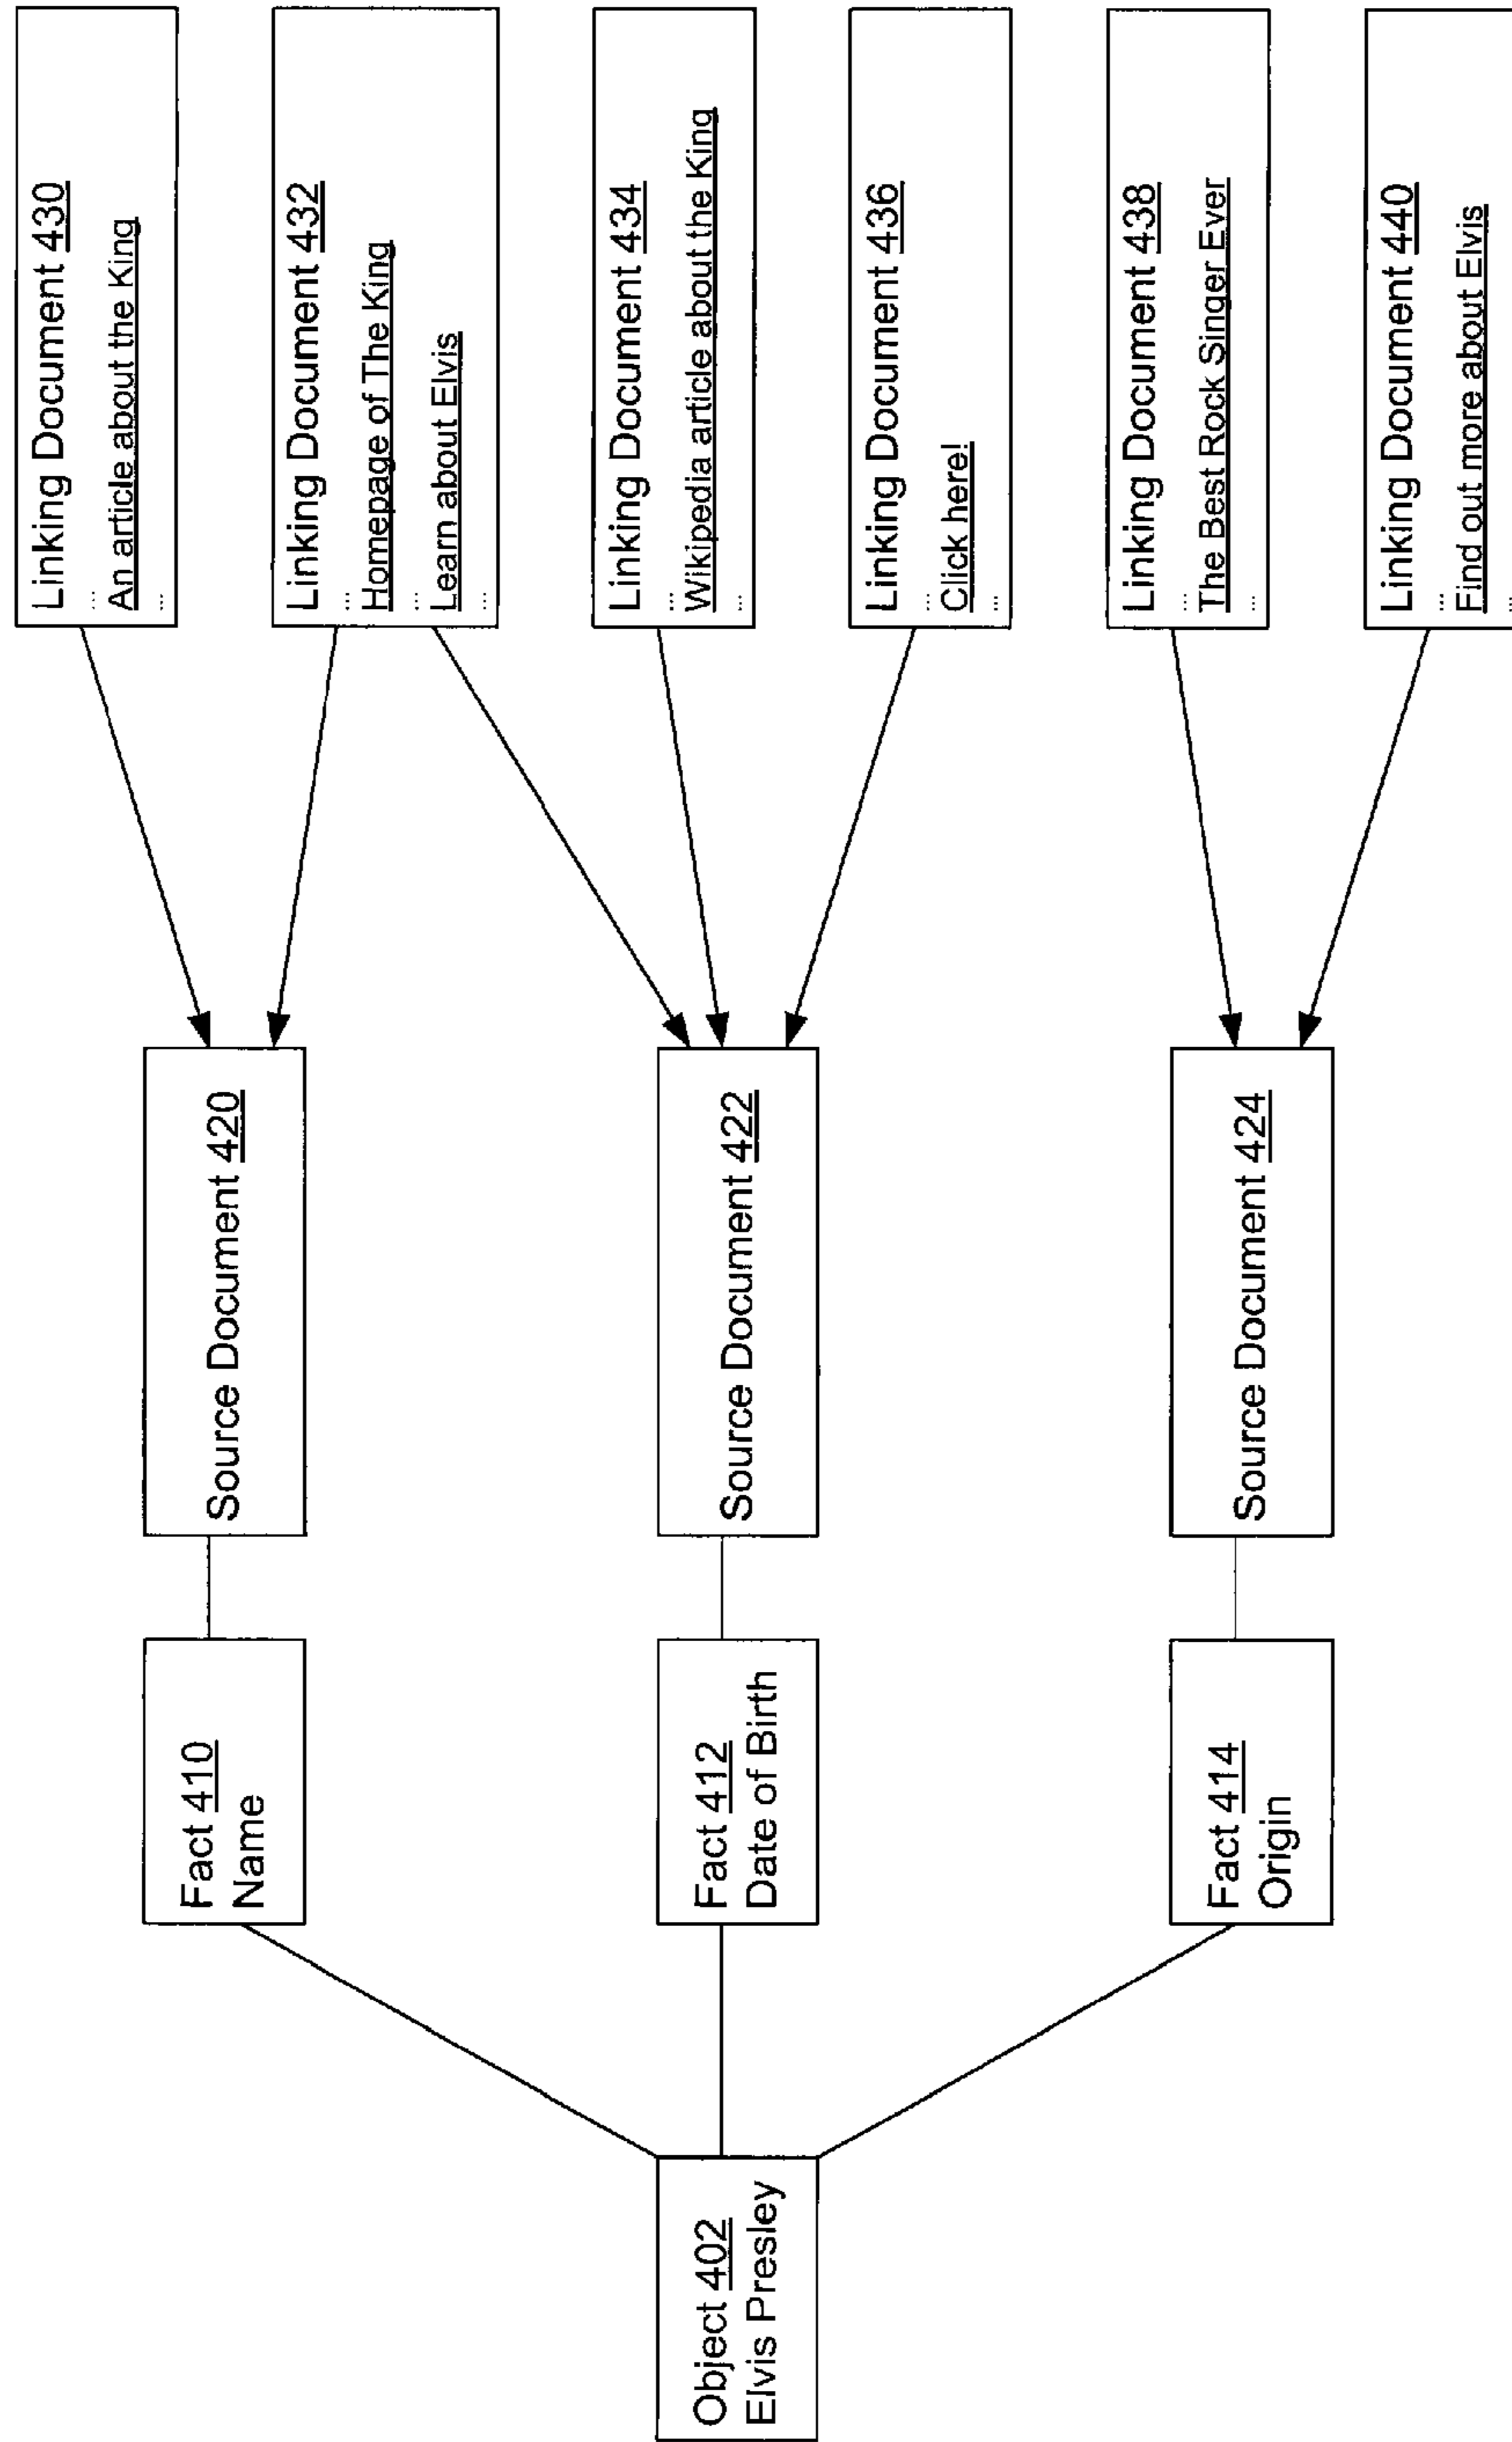 Object 402
Elvis Presley
Fact 410
Name
Fact 412
Date of Birth
Fact 414
Origin
Source Document 420
Source Document 422
Source Document 424
Linking Document 430
...
An article about the King
...
Linking Document 432
...
Homepage of The King
...
Learn about Elvis
...
Linking Document 434
...
Wikipedia article about the King
...
Linking Document 436
...
Click here!
...
Linking Document 438
...
The Best Rock Singer Ever
...
Linking Document 440
...
Find out more about Elvis
...